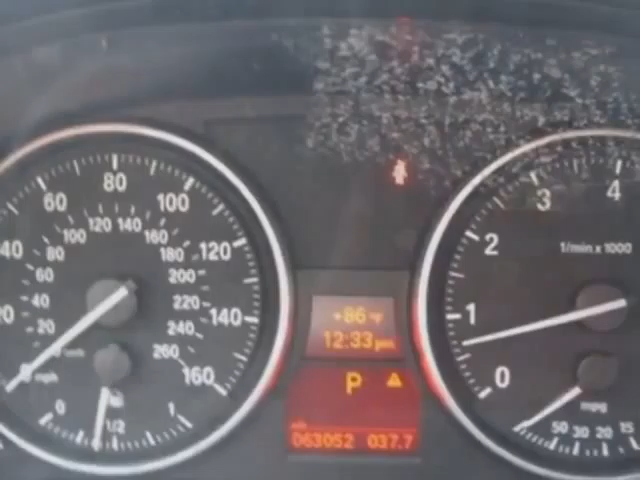 20 40 60 80 100 120 140 160
20 40 60 80 100 120 140 160 180 200 220 240 260
km/h
mph
0 1/2 1
+86 °F
12:33 pm
P
mls
063052 037.7
0 1 2 3 4
1/min x 1000
mpg
50 30 20 15